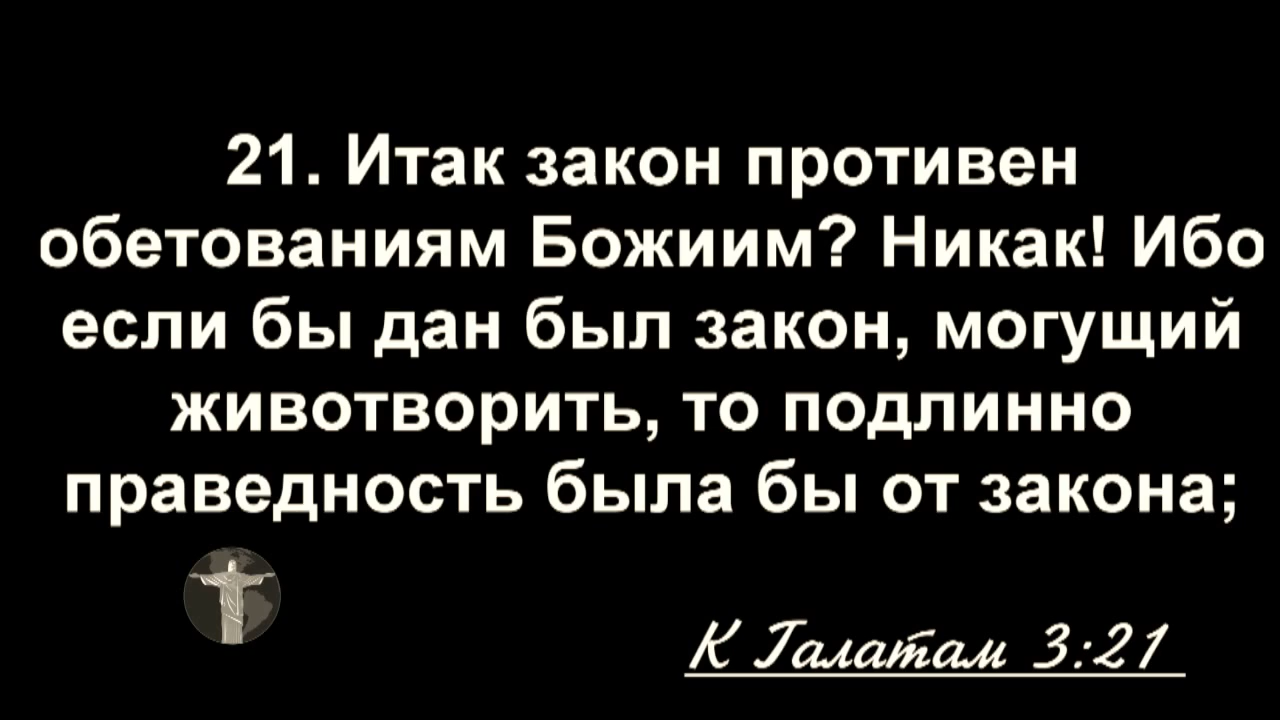 21. Итак закон противен
обетованиям Божиим? Никак! Ибо
если бы дан был закон, могущий
животворить, то подлинно
праведность была бы от закона;
К Галатам 3:21